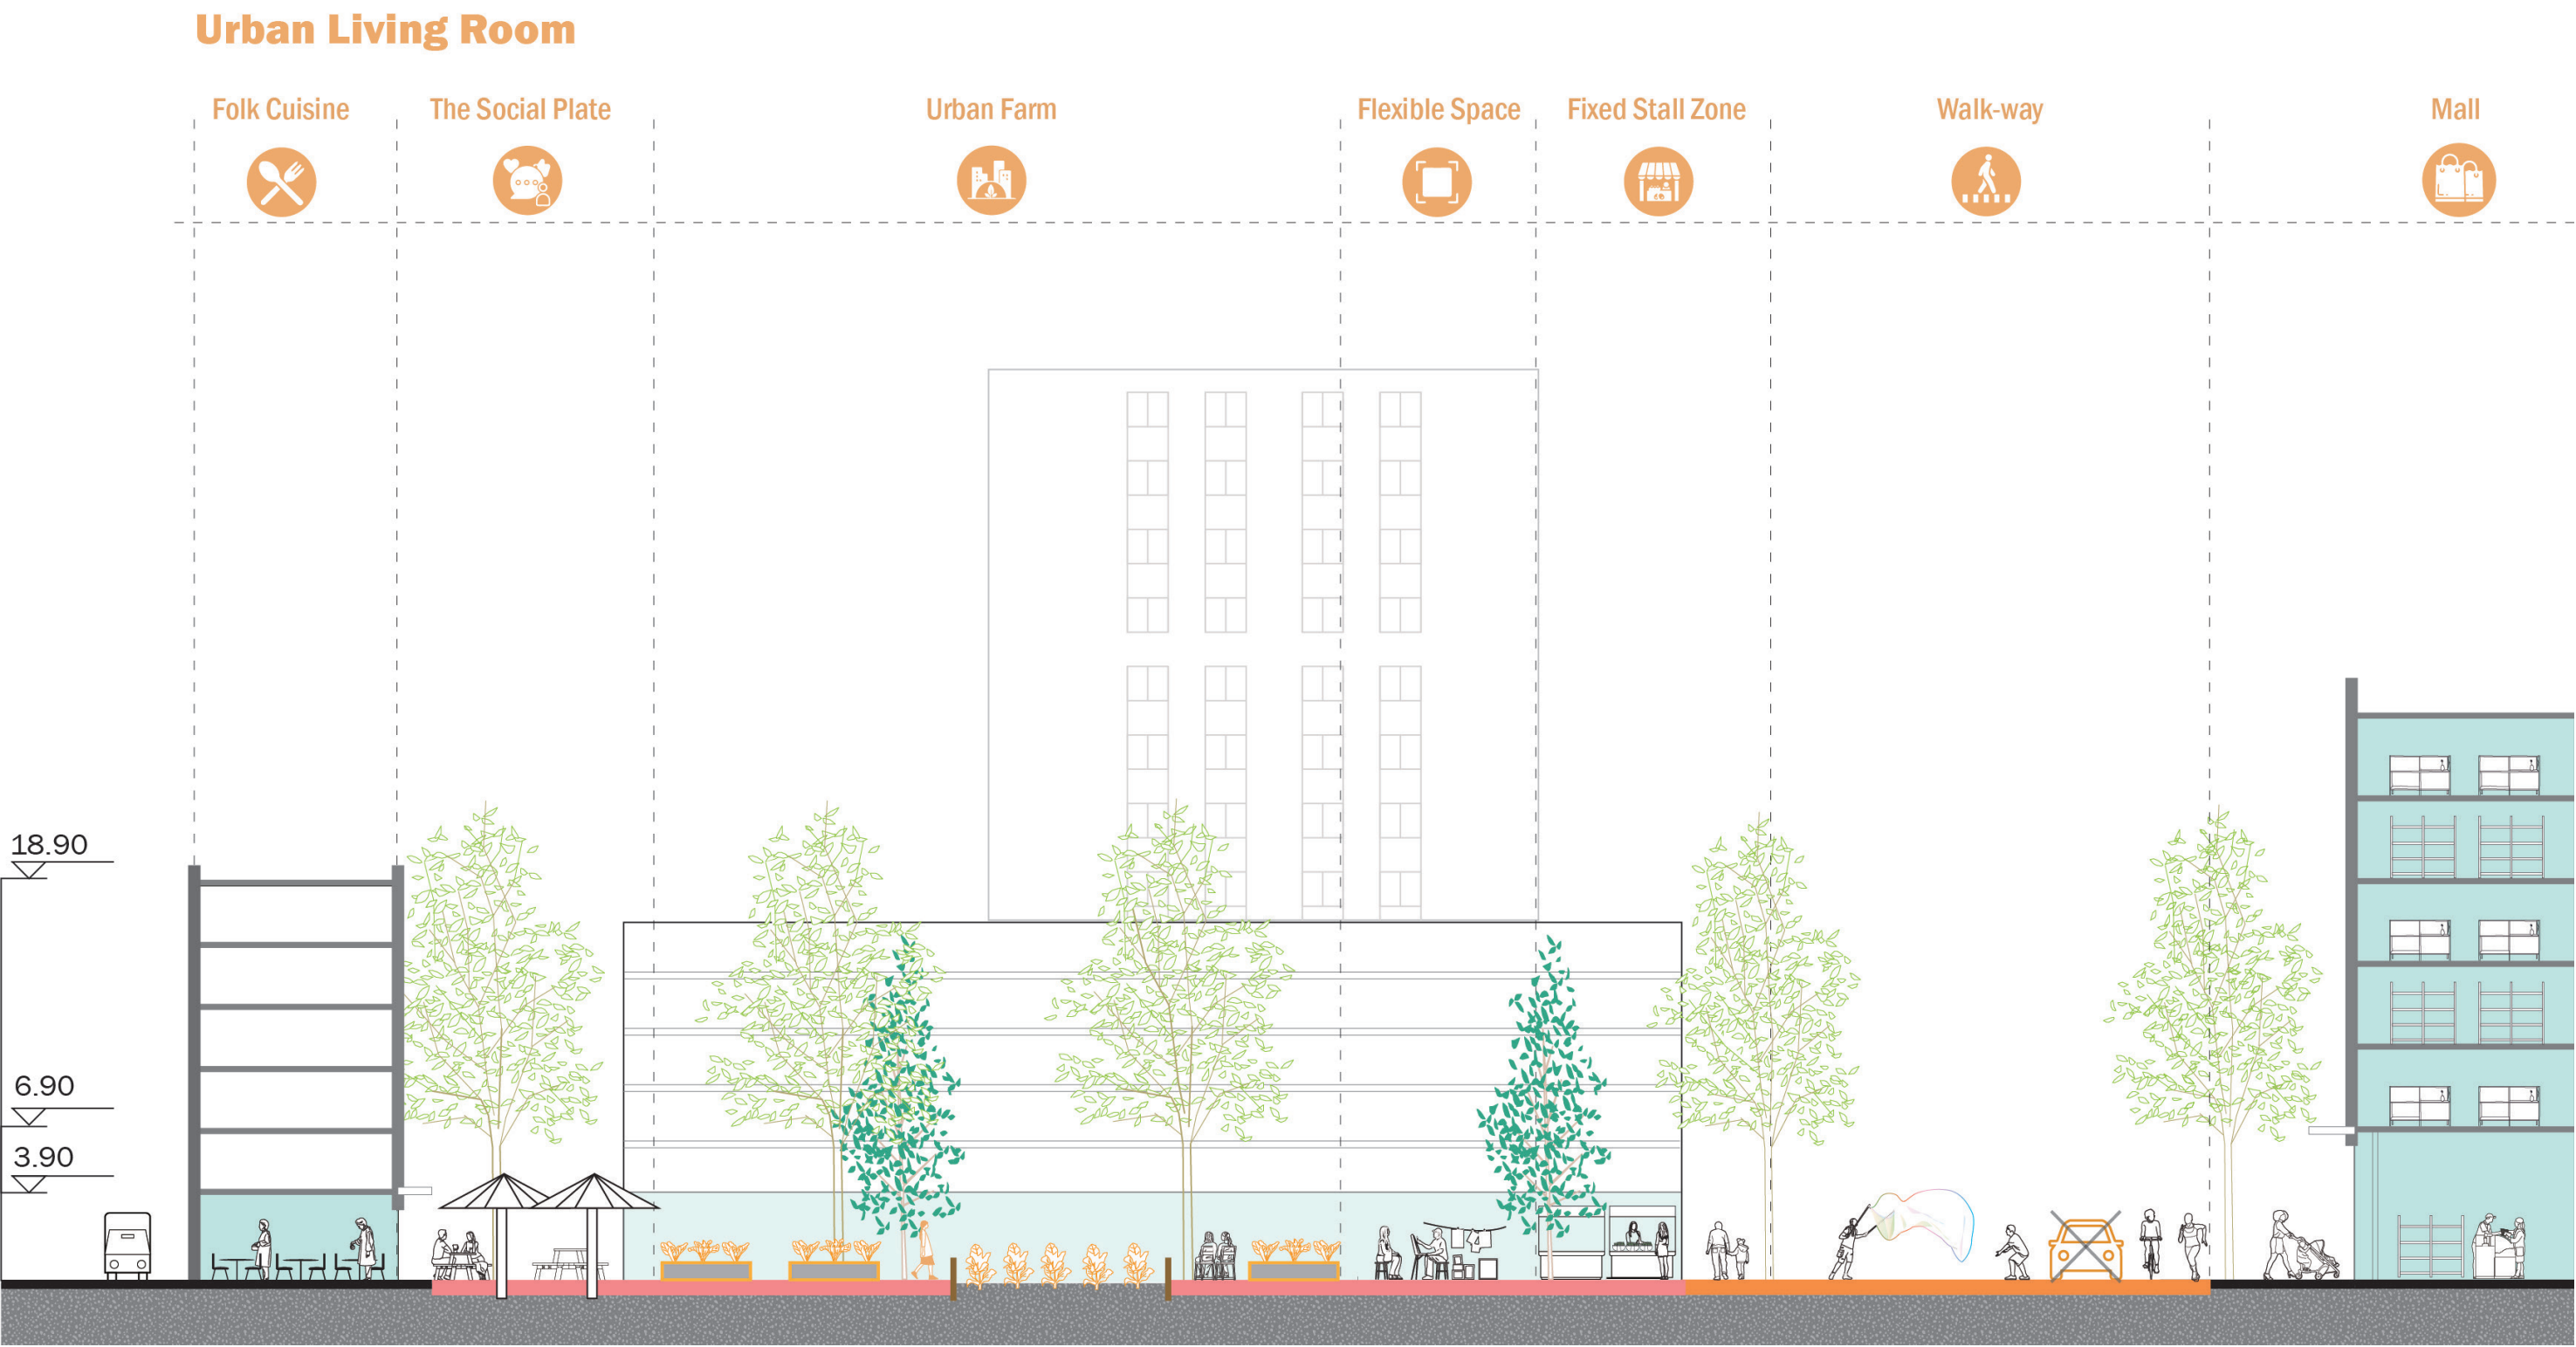 Urban Living Room
Folk Cuisine
The Social Plate
Urban Farm
Flexible Space
Fixed Stall Zone
Walk-way
Mall
18.90
6.90
3.90